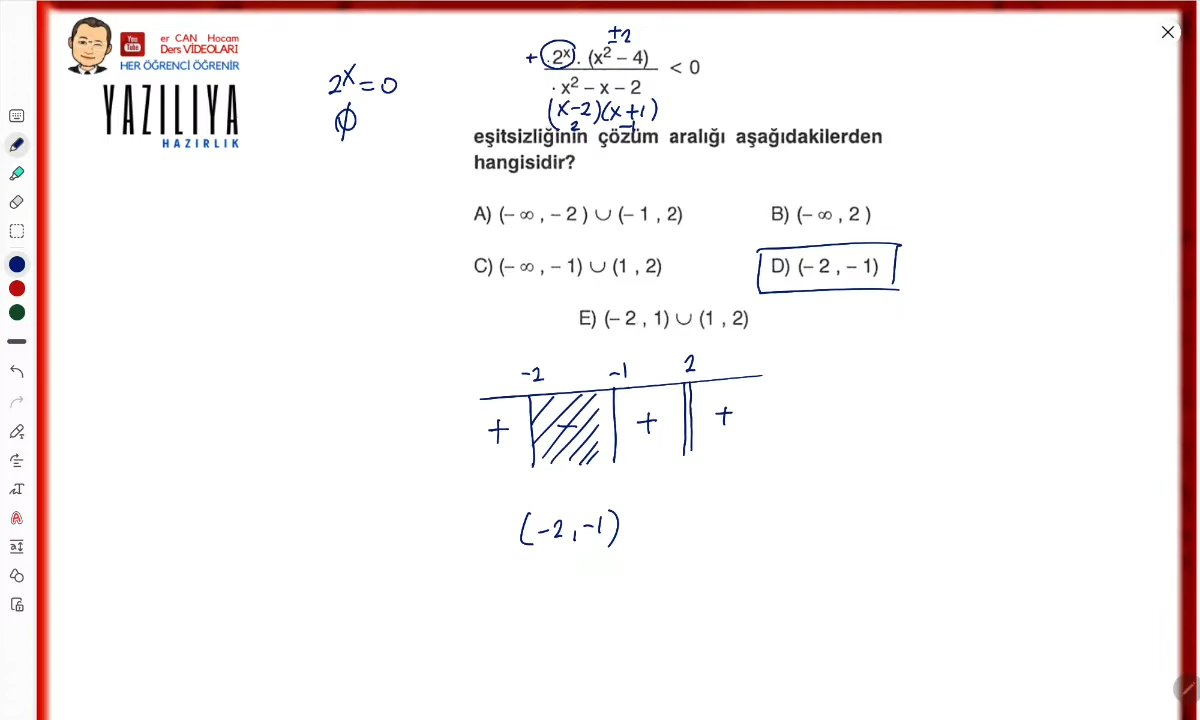 er CAN Hocam
Ders VİDEOLARI
You Tube
HER ÖĞRENCİ ÖĞRENİR
YAZILIYA
HAZIRLIK
2^x = 0
∅
±2
+ · 2^x · (x² – 4)
· x² – x – 2
< 0
(x–2)(x+1)
2 –1
eşitsizliğinin çözüm aralığı aşağıdakilerden
hangisidir?
A) (– ∞ , – 2 ) ∪ (– 1 , 2)
B) (– ∞ , 2 )
C) (– ∞ , – 1) ∪ (1 , 2)
D) (– 2 , – 1)
E) (– 2 , 1) ∪ (1 , 2)
-2 -1 2
+ – + +
(-2, -1)